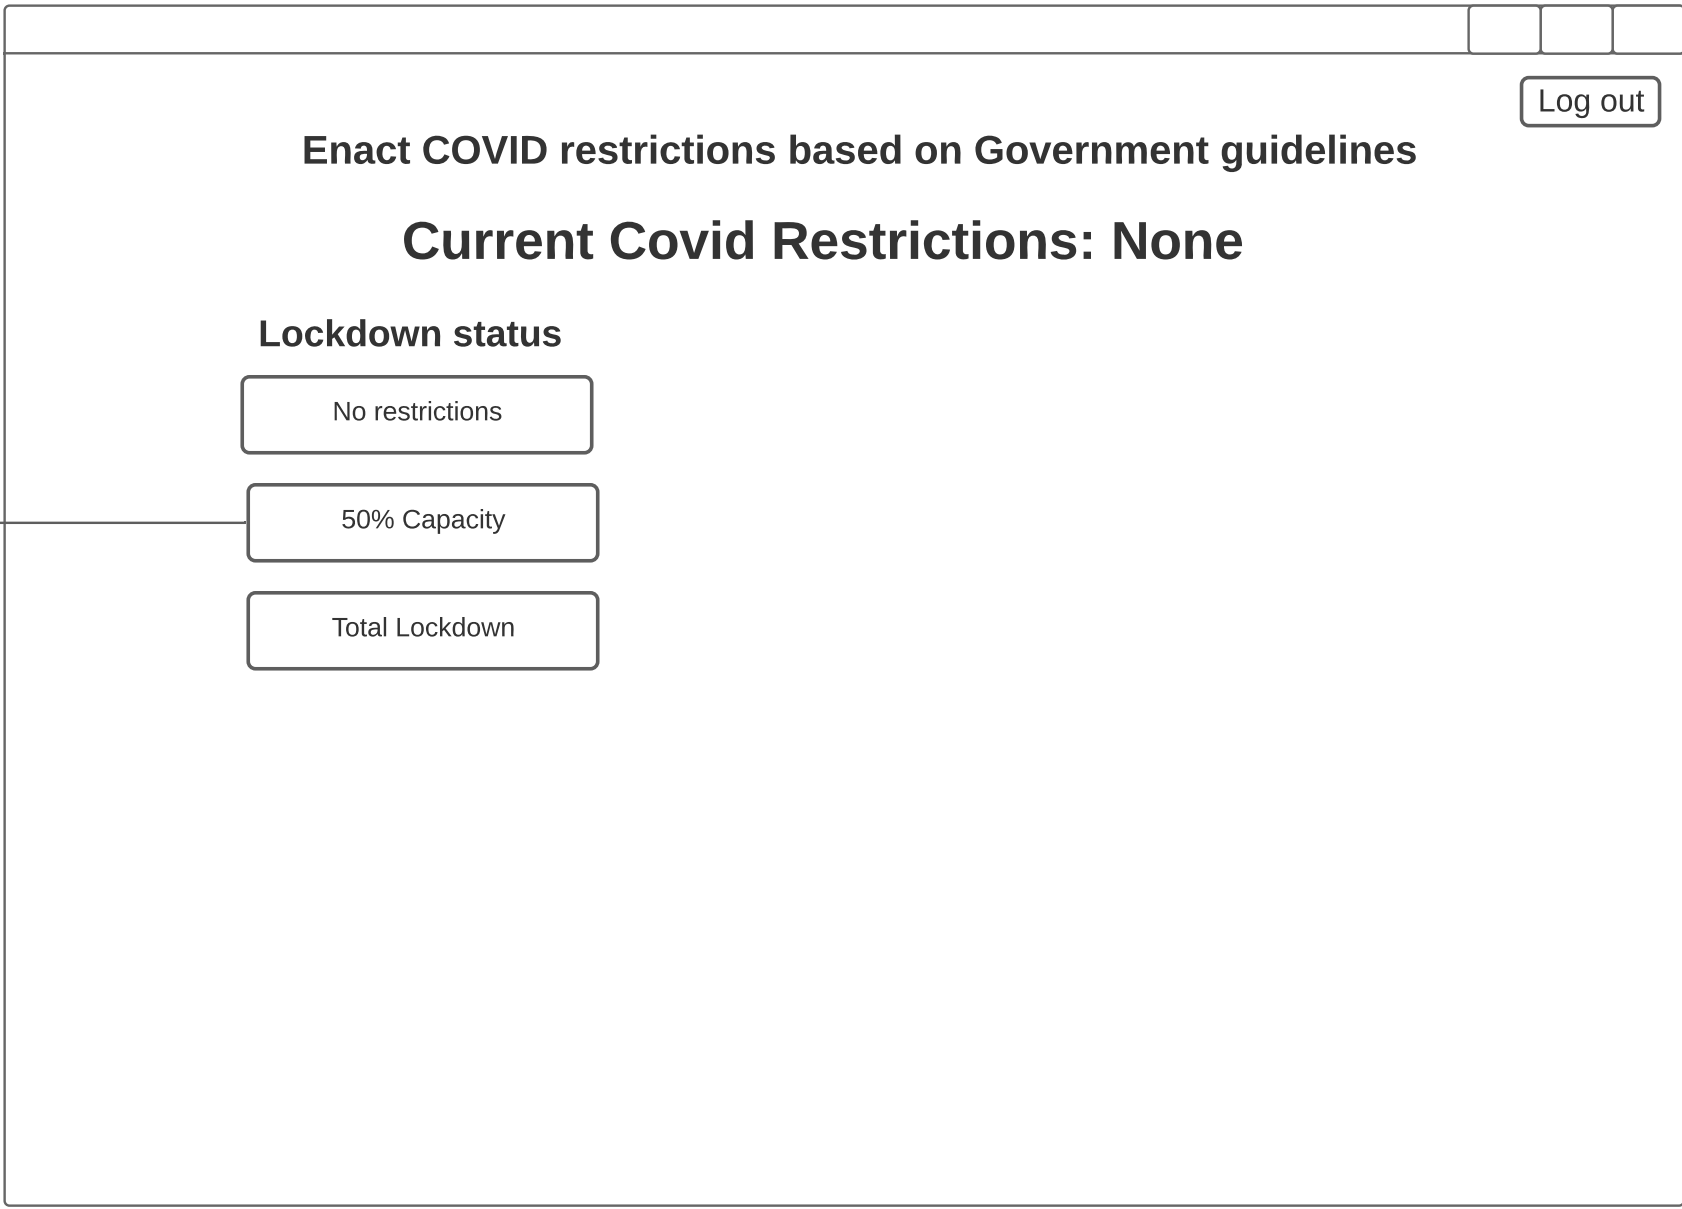 Log out
Enact COVID restrictions based on Government guidelines
Current Covid Restrictions: None
Lockdown status
No restrictions
50% Capacity
Total Lockdown